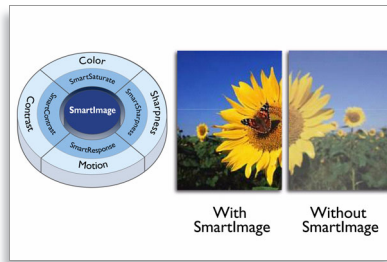 Color
SmartSaturate
Contrast
SmartContrast
SmartImage
SmartSharpness
Sharpness
SmartResponse
Motion
With
SmartImage
Without
SmartImage